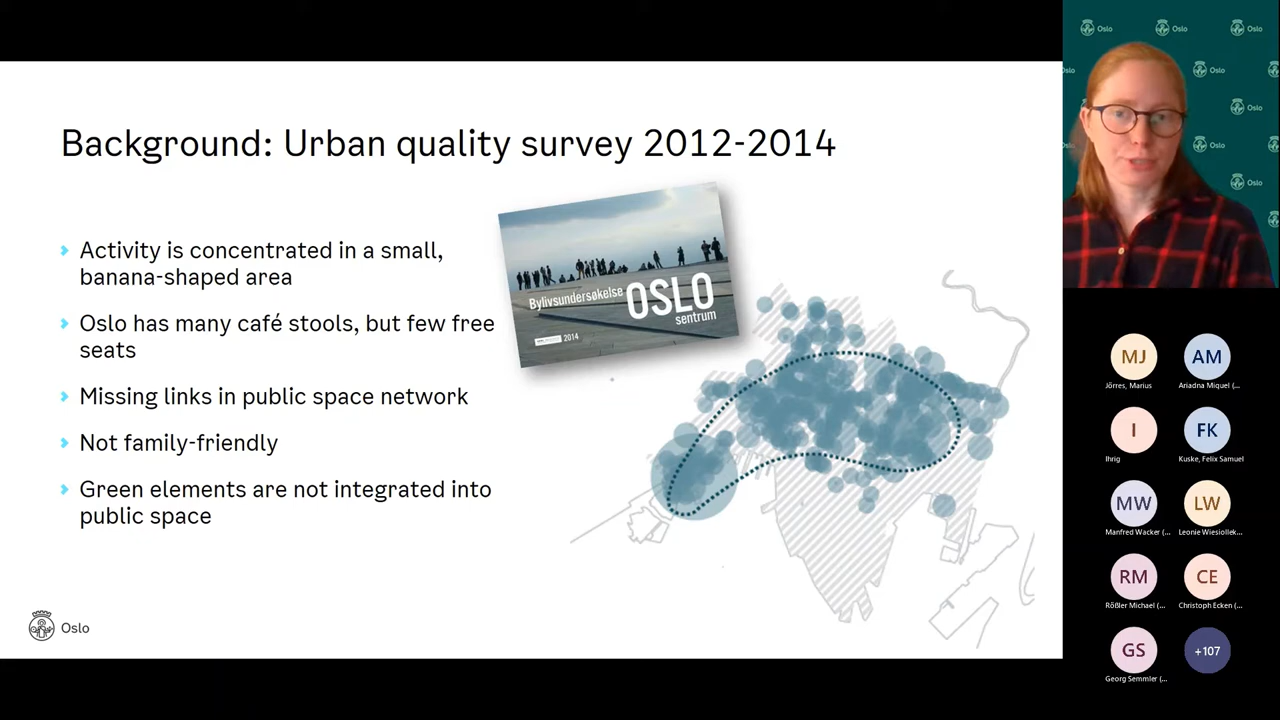 Background: Urban quality survey 2012-2014
Activity is concentrated in a small,
banana-shaped area
Oslo has many café stools, but few free
seats
Missing links in public space network
Not family-friendly
Green elements are not integrated into
public space
Bylivsundersøkelse OSLO
sentrum
2014
Oslo
Oslo
Oslo
Oslo
Oslo
Oslo
Oslo
Oslo
Oslo
Oslo
MJ
Jörres, Marius
AM
Ariadna Miquel (...
I
Ihrig
FK
Kuske, Felix Samuel
MW
Manfred Wacker (...
LW
Leonie Wiesiollek...
RM
Rößler Michael (...
CE
Christoph Ecken (...
GS
Georg Semmler (...
+107